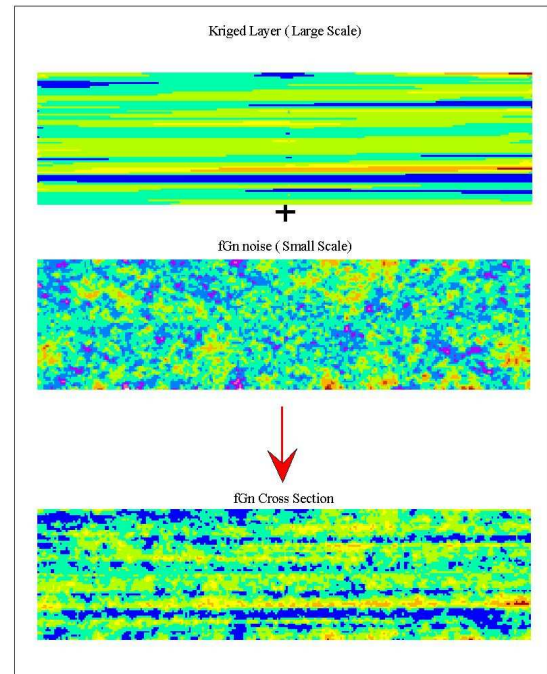 Kriged Layer ( Large Scale)
+
fGn noise ( Small Scale)
fGn Cross Section